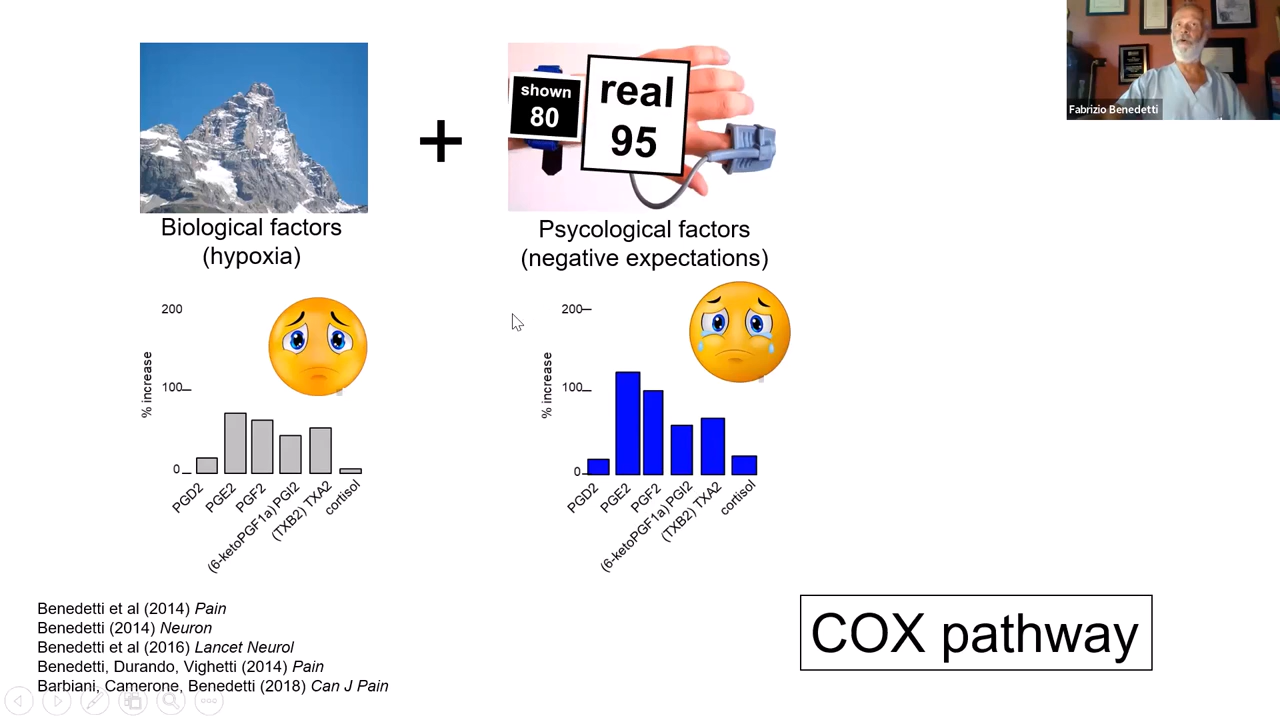 Fabrizio Benedetti
shown
80
real
95
+
Biological factors
(hypoxia)
Psycological factors
(negative expectations)
200
100
0
% increase
PGD2
PGE2
PGF2
(6-ketoPGF1a) PGI2
(TXB2) TXA2
cortisol
200
100
0
% increase
PGD2
PGE2
PGF2
(6-ketoPGF1a) PGI2
(TXB2) TXA2
cortisol
Benedetti et al (2014) Pain
Benedetti (2014) Neuron
Benedetti et al (2016) Lancet Neurol
Benedetti, Durando, Vighetti (2014) Pain
Barbiani, Camerone, Benedetti (2018) Can J Pain
COX pathway